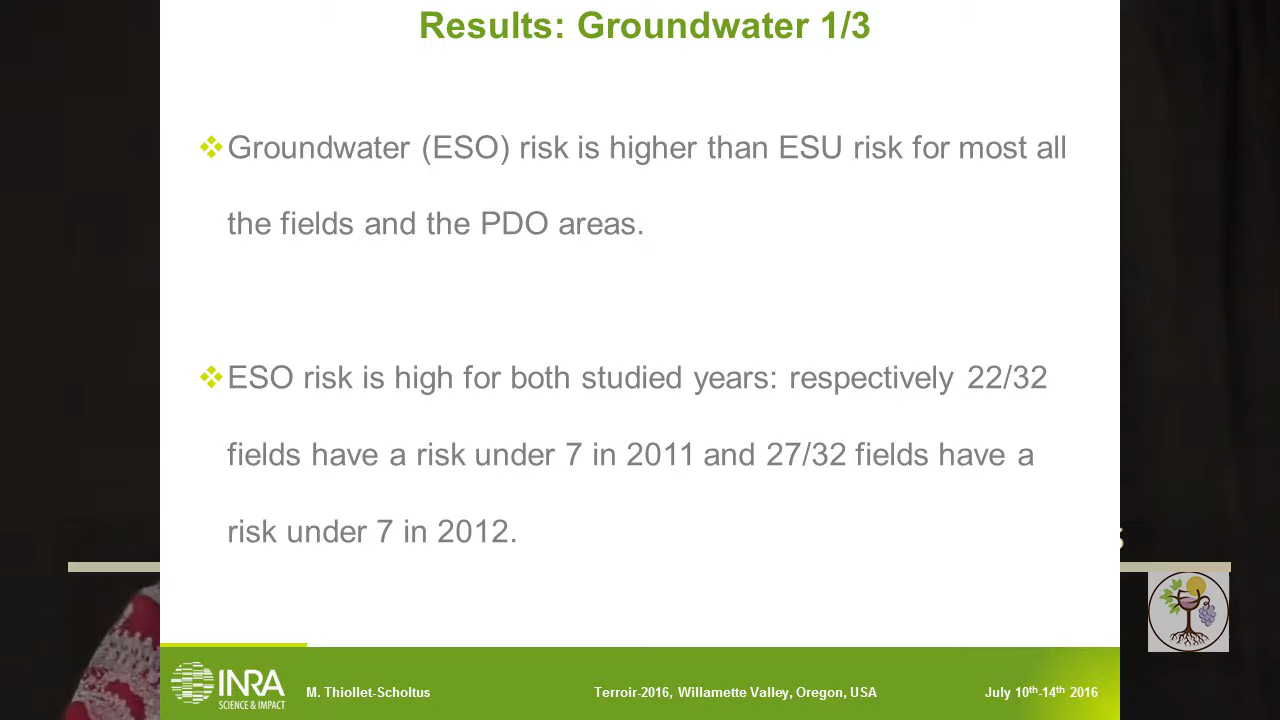 Results: Groundwater 1/3
Groundwater (ESO) risk is higher than ESU risk for most all
the fields and the PDO areas.
ESO risk is high for both studied years: respectively 22/32
fields have a risk under 7 in 2011 and 27/32 fields have a
risk under 7 in 2012.
INRA
SCIENCE & IMPACT
M. Thiollet-Scholtus
Terroir-2016, Willamette Valley, Oregon, USA
July 10th-14th 2016